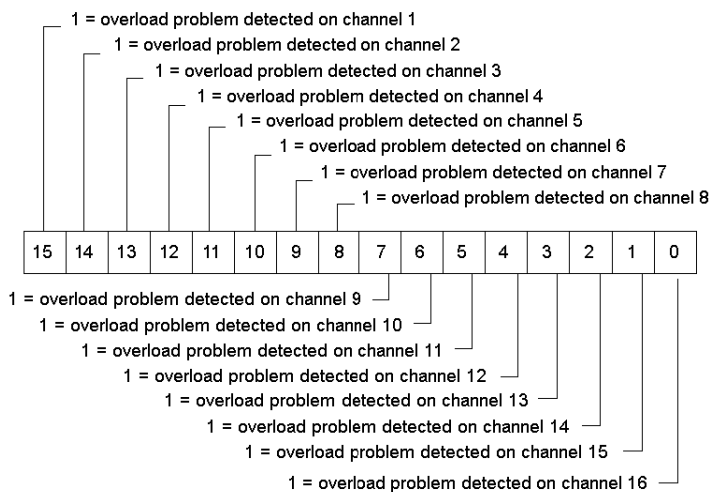 1 = overload problem detected on channel 1
1 = overload problem detected on channel 2
1 = overload problem detected on channel 3
1 = overload problem detected on channel 4
1 = overload problem detected on channel 5
1 = overload problem detected on channel 6
1 = overload problem detected on channel 7
1 = overload problem detected on channel 8
15 14 13 12 11 10 9 8 7 6 5 4 3 2 1 0
1 = overload problem detected on channel 9
1 = overload problem detected on channel 10
1 = overload problem detected on channel 11
1 = overload problem detected on channel 12
1 = overload problem detected on channel 13
1 = overload problem detected on channel 14
1 = overload problem detected on channel 15
1 = overload problem detected on channel 16